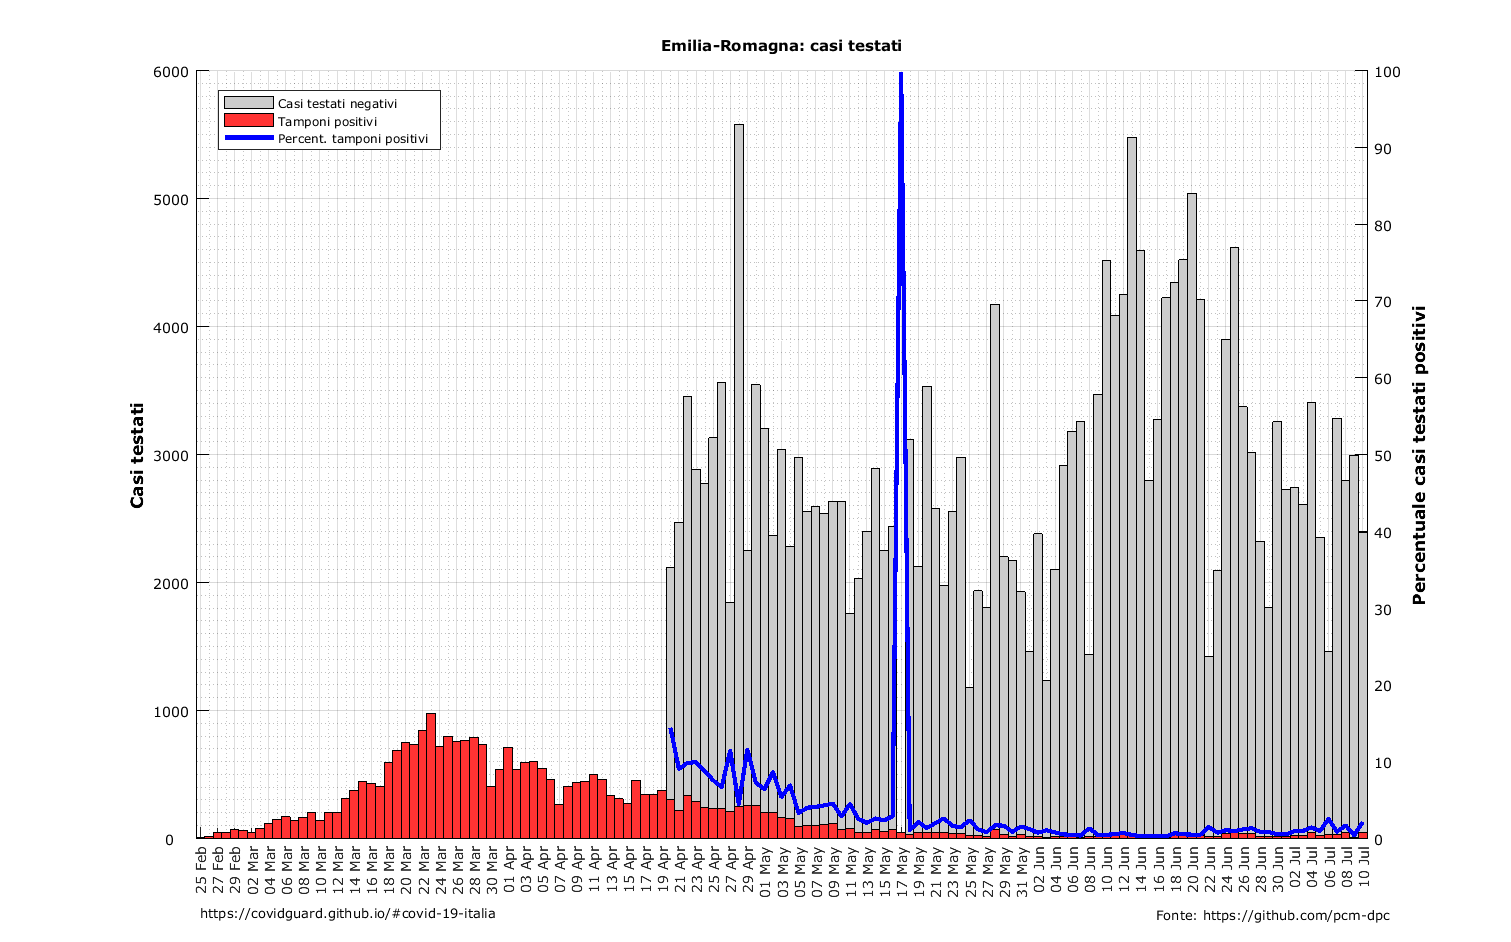 Emilia-Romagna: casi testati
Casi testati negativi
Tamponi positivi
Percent. tamponi positivi
Casi testati
6000
5000
4000
3000
2000
1000
0
Percentuale casi testati positivi
100
90
80
70
60
50
40
30
20
10
0
25 Feb
27 Feb
29 Feb
02 Mar
04 Mar
06 Mar
08 Mar
10 Mar
12 Mar
14 Mar
16 Mar
18 Mar
20 Mar
22 Mar
24 Mar
26 Mar
28 Mar
30 Mar
01 Apr
03 Apr
05 Apr
07 Apr
09 Apr
11 Apr
13 Apr
15 Apr
17 Apr
19 Apr
21 Apr
23 Apr
25 Apr
27 Apr
29 Apr
01 May
03 May
05 May
07 May
09 May
11 May
13 May
15 May
17 May
19 May
21 May
23 May
25 May
27 May
29 May
31 May
02 Jun
04 Jun
06 Jun
08 Jun
10 Jun
12 Jun
14 Jun
16 Jun
18 Jun
20 Jun
22 Jun
24 Jun
26 Jun
28 Jun
30 Jun
02 Jul
04 Jul
06 Jul
08 Jul
10 Jul
https://covidguard.github.io/#covid-19-italia
Fonte: https://github.com/pcm-dpc